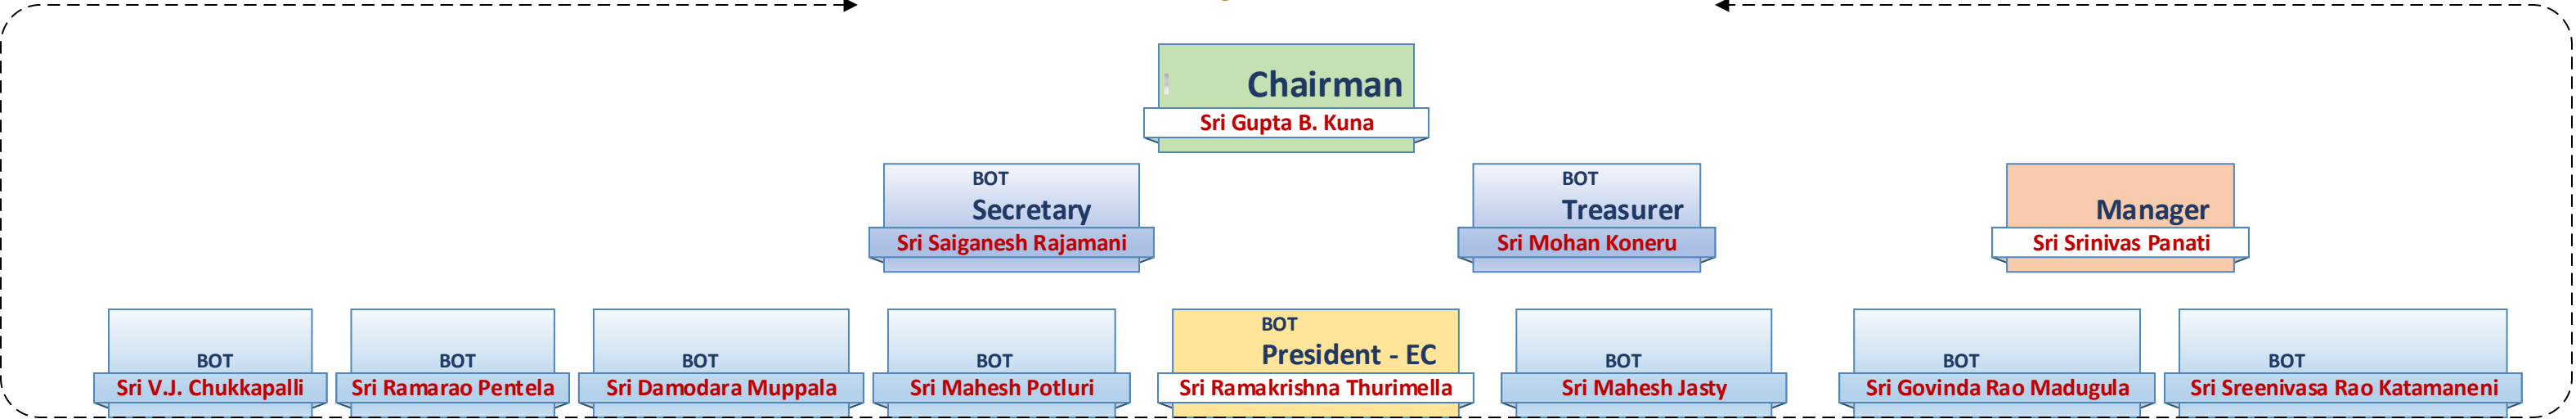 Chairman
Sri Gupta B. Kuna
BOT
Secretary
Sri Saiganesh Rajamani
BOT
Treasurer
Sri Mohan Koneru
Manager
Sri Srinivas Panati
BOT
Sri V.J. Chukkapalli
BOT
Sri Ramarao Pentela
BOT
Sri Damodara Muppala
BOT
Sri Mahesh Potluri
BOT
President - EC
Sri Ramakrishna Thurimella
BOT
Sri Mahesh Jasty
BOT
Sri Govinda Rao Madugula
BOT
Sri Sreenivasa Rao Katamaneni